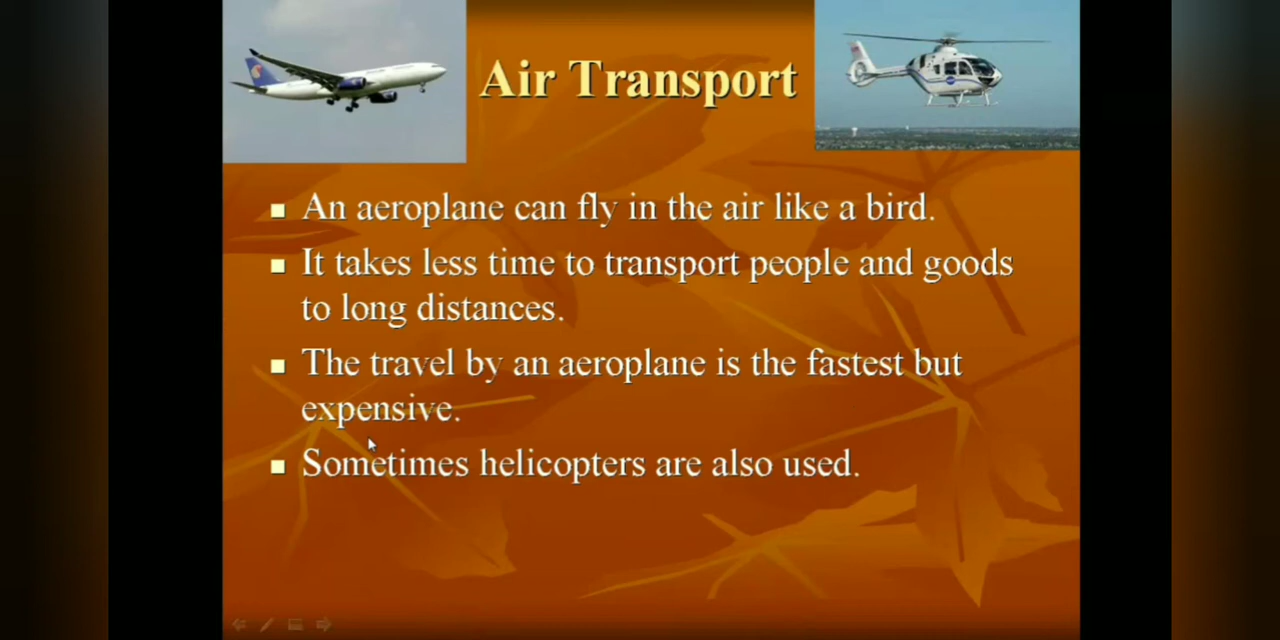 Air Transport
An aeroplane can fly in the air like a bird.
It takes less time to transport people and goods
to long distances.
The travel by an aeroplane is the fastest but
expensive.
Sometimes helicopters are also used.